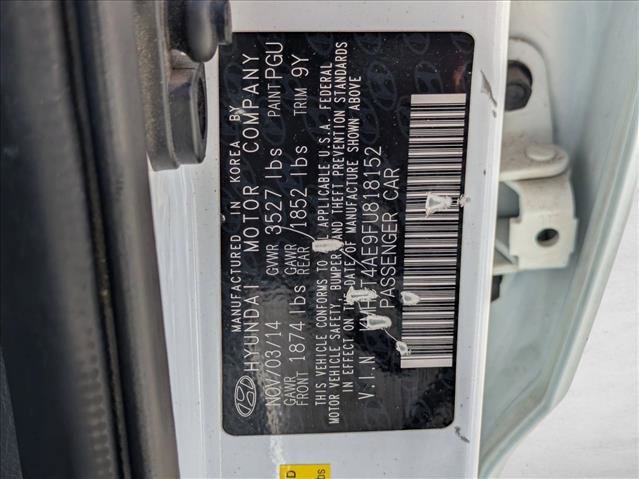 MANUFACTURED IN KOREA BY
HYUNDAI MOTOR COMPANY
NOV/03/14 GVWR 3527 lbs PAINT PGU
GAWR FRONT 1874 lbs GAWR REAR 1852 lbs TRIM 9Y
THIS VEHICLE CONFORMS TO ALL APPLICABLE U.S.A. FEDERAL
MOTOR VEHICLE SAFETY, BUMPER AND THEFT PREVENTION STANDARDS
IN EFFECT ON THE DATE OF MANUFACTURE SHOWN ABOVE
V.I.N T4AE9FU818152
PASSENGER CAR
D
bs